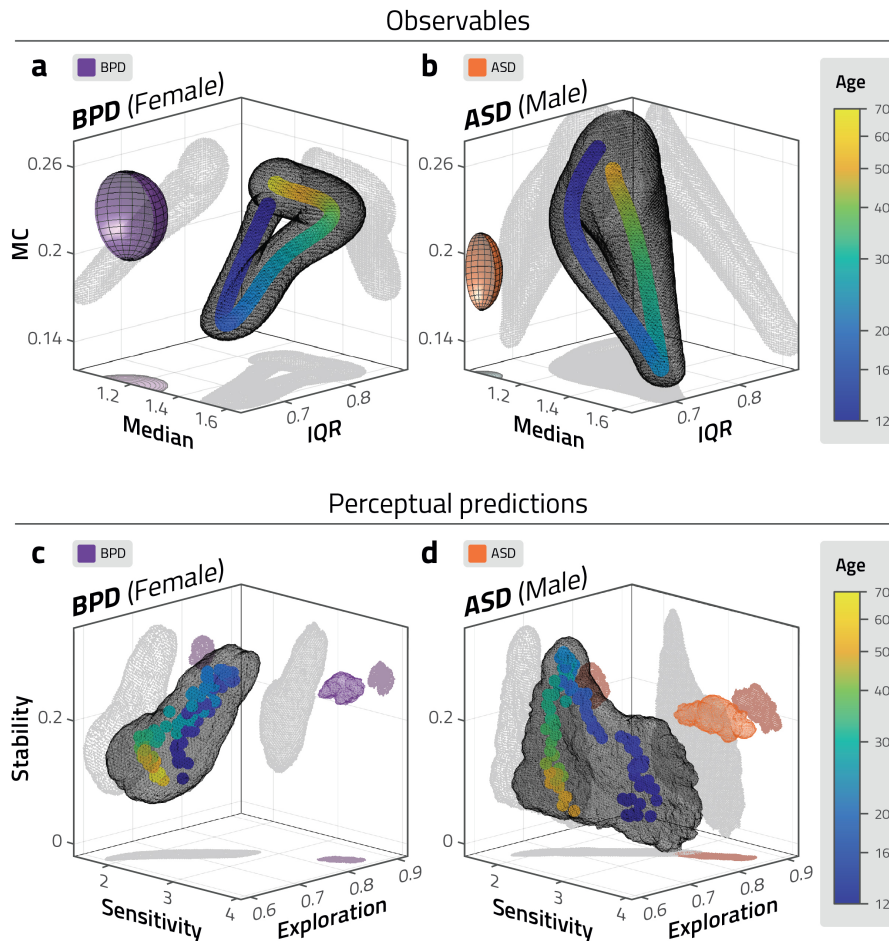 Observables
a
BPD
BPD (Female)
0.26
0.2
0.14
MC
1.2
1.4
1.6
Median
0.7
0.8
IQR
b
ASD
ASD (Male)
0.26
0.2
0.14
1.2
1.4
1.6
Median
0.7
0.8
IQR
Age
70
60
50
40
30
20
16
12
Perceptual predictions
c
BPD
BPD (Female)
0.2
0
Stability
2
3
4
Sensitivity
0.6
0.7
0.8
0.9
Exploration
d
ASD
ASD (Male)
0.2
0
2
3
4
Sensitivity
0.6
0.7
0.8
0.9
Exploration
Age
70
60
50
40
30
20
16
12